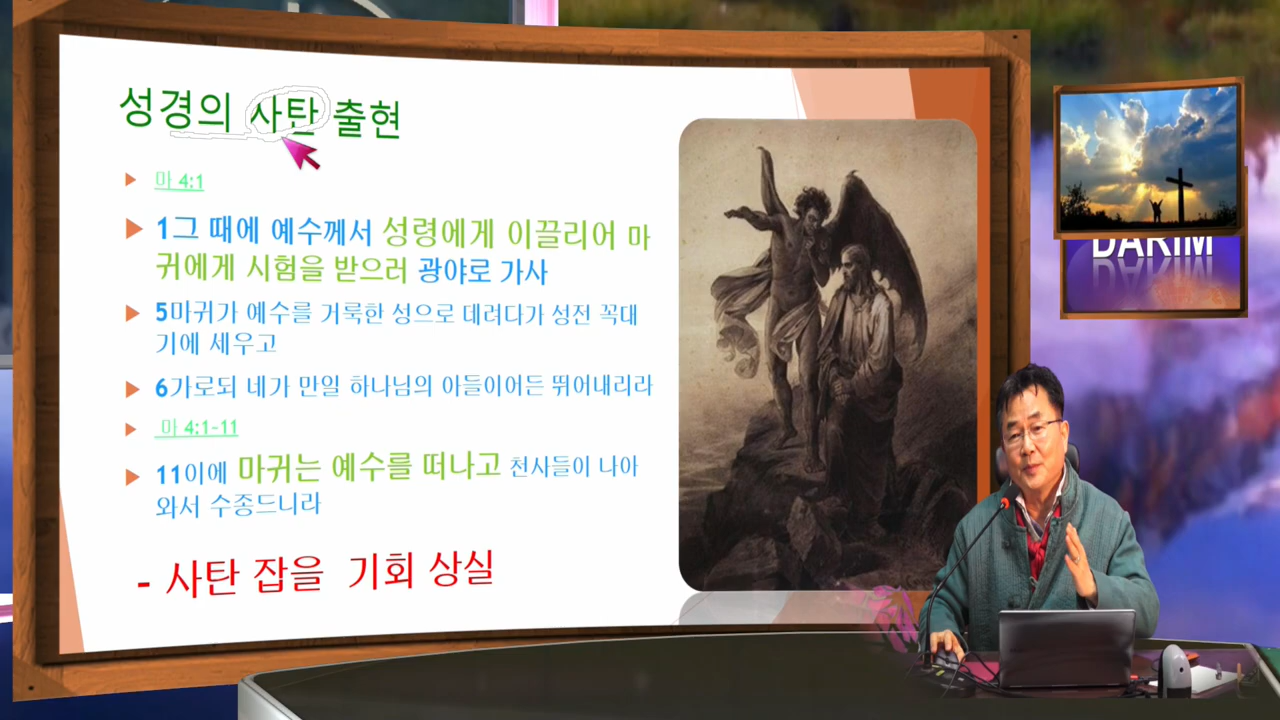 성경의 사탄 출현
마 4:1
1그 때에 예수께서 성령에게 이끌리어 마
귀에게 시험을 받으러 광야로 가사
5마귀가 예수를 거룩한 성으로 데려다가 성전 꼭대
기에 세우고
6가로되 네가 만일 하나님의 아들이어든 뛰어내리라
마 4:1-11
11이에 마귀는 예수를 떠나고 천사들이 나아
와서 수종드니라
- 사탄 잡을 기회 상실
DARIM